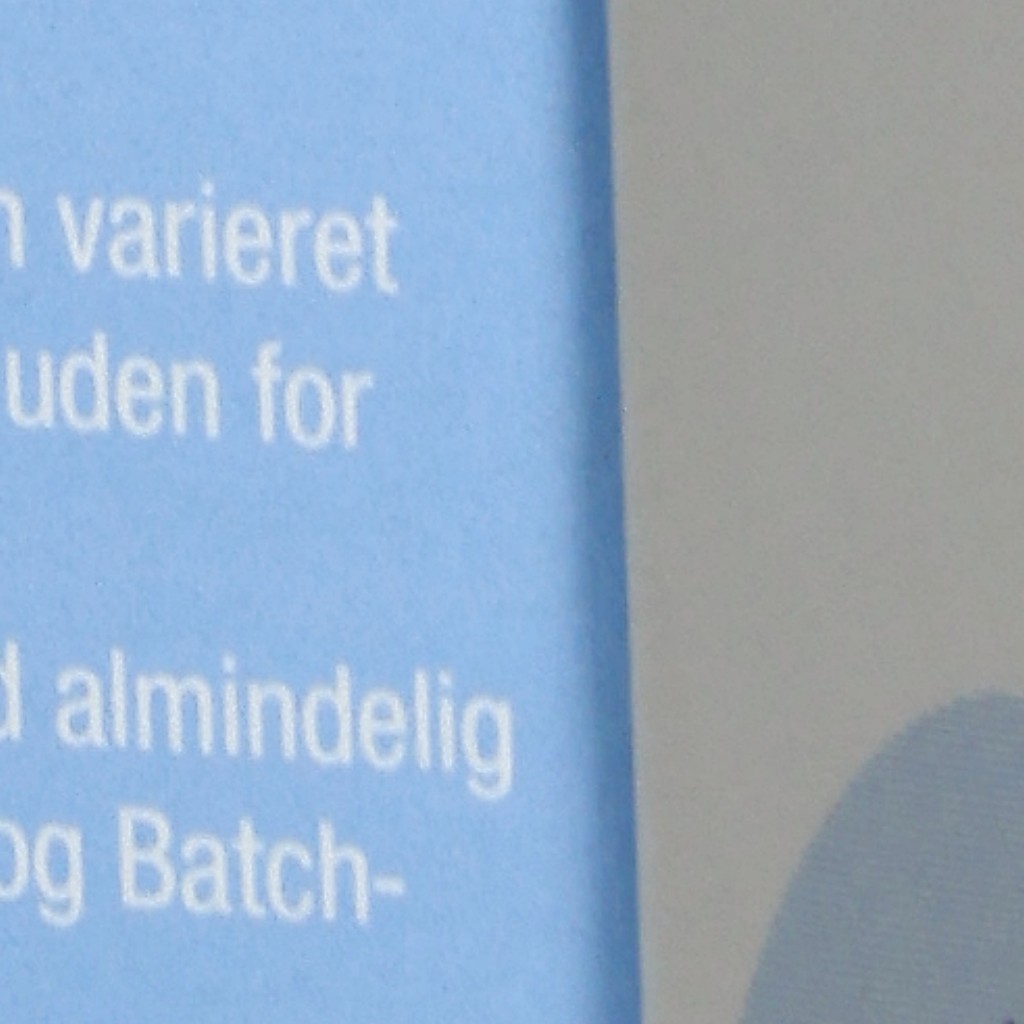 varieret
uden for
almindelig
og Batch-